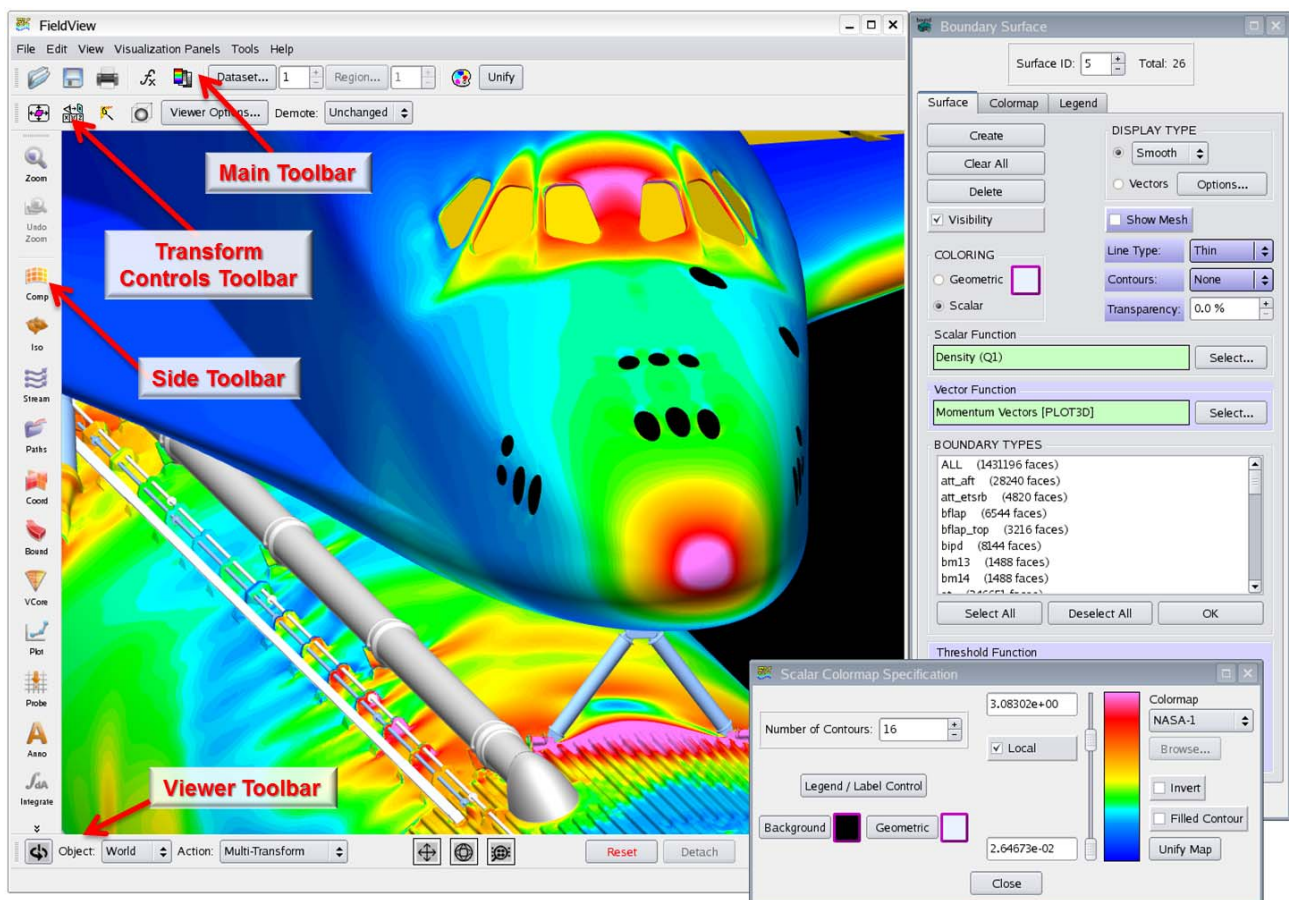 FieldView
File Edit View Visualization Panels Tools Help
Dataset... 1 Region... 1 Unify
Viewer Options... Demote: Unchanged
Main Toolbar
Transform
Controls Toolbar
Side Toolbar
Viewer Toolbar
Zoom
Undo
Zoom
Comp
Iso
Stream
Paths
Coord
Bound
VCore
Plot
Probe
Anno
Integrate
Object: World Action: Multi-Transform Reset Detach
Boundary Surface
Surface ID: 5 Total: 26
Surface Colormap Legend
Create
Clear All
Delete
Visibility
DISPLAY TYPE
Smooth
Vectors Options...
Show Mesh
COLORING
Geometric
Scalar
Line Type: Thin
Contours: None
Transparency: 0.0 %
Scalar Function
Density (Q1) Select...
Vector Function
Momentum Vectors [PLOT3D] Select...
BOUNDARY TYPES
ALL (1431196 faces)
att_aft (28240 faces)
att_etsrb (4820 faces)
bflap (6544 faces)
bflap_top (3216 faces)
bipd (8144 faces)
bm13 (1488 faces)
bm14 (1488 faces)
Select All Deselect All OK
Threshold Function
Scalar Colormap Specification
Number of Contours: 16
3.08302e+00
Local
Colormap
NASA-1
Browse...
Legend / Label Control
Invert
Filled Contour
Background Geometric
2.64673e-02
Unify Map
Close